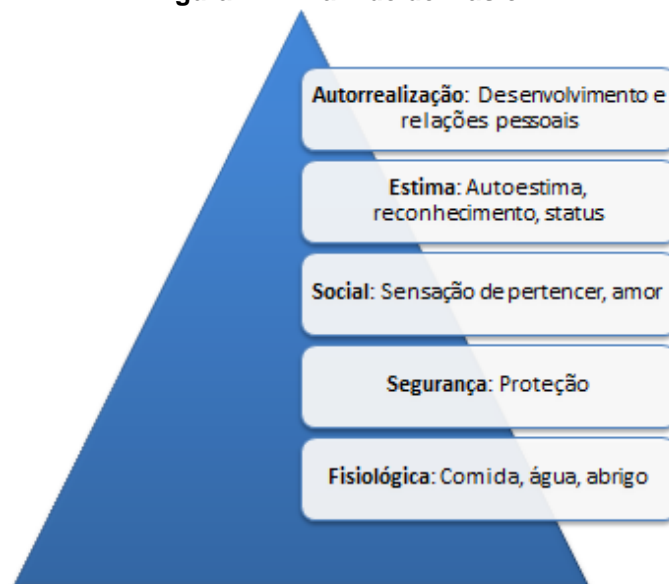 Autorrealização: Desenvolvimento e
relações pessoais
Estima: Autoestima,
reconhecimento, status
Social: Sensação de pertencer, amor
Segurança: Proteção
Fisiológica: Comida, água, abrigo